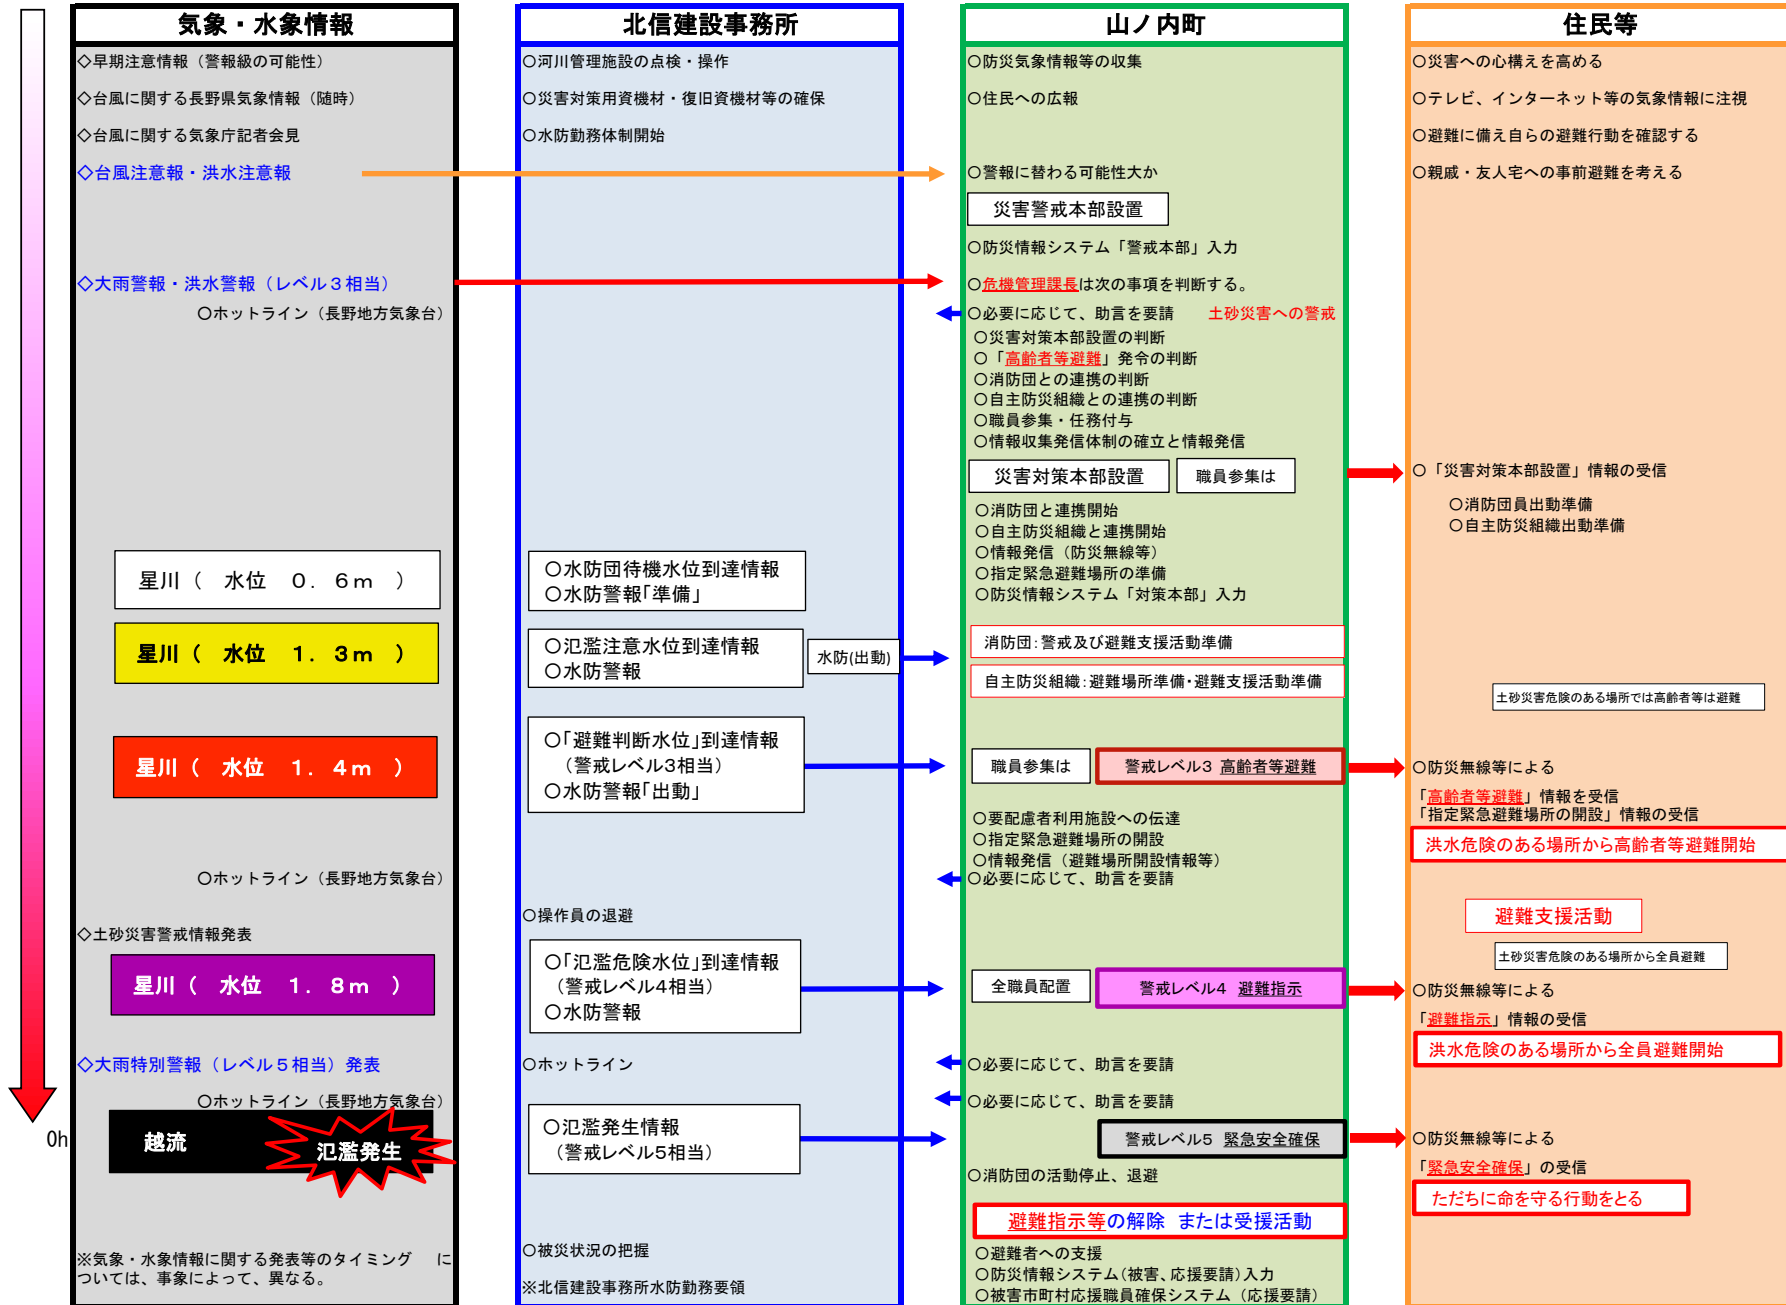 気象・水象情報
◇早期注意情報（警報級の可能性）
◇台風に関する長野県気象情報（随時）
◇台風に関する気象庁記者会見
◇台風注意報・洪水注意報
◇大雨警報・洪水警報（レベル３相当）
〇ホットライン（長野地方気象台）
星川（　水位　０．６ｍ　）
星川（　水位　１．３ｍ　）
星川（　水位　１．４ｍ　）
〇ホットライン（長野地方気象台）
◇土砂災害警戒情報発表
星川（　水位　１．８ｍ　）
◇大雨特別警報（レベル５相当）発表
〇ホットライン（長野地方気象台）
0h
越流
氾濫発生
※気象・水象情報に関する発表等のタイミング　に
ついては、事象によって、異なる。
北信建設事務所
〇河川管理施設の点検・操作
〇災害対策用資機材・復旧資機材等の確保
〇水防勤務体制開始
〇水防団待機水位到達情報
〇水防警報「準備」
〇氾濫注意水位到達情報
〇水防警報
水防(出動)
〇「避難判断水位」到達情報
（警戒レベル3相当）
〇水防警報「出動」
〇操作員の退避
〇「氾濫危険水位」到達情報
（警戒レベル4相当）
〇水防警報
〇ホットライン
〇氾濫発生情報
（警戒レベル5相当）
〇被災状況の把握
※北信建設事務所水防勤務要領
山ノ内町
〇防災気象情報等の収集
〇住民への広報
〇警報に替わる可能性大か
災害警戒本部設置
〇防災情報システム「警戒本部」入力
〇危機管理課長は次の事項を判断する。
〇必要に応じて、助言を要請　土砂災害への警戒
〇災害対策本部設置の判断
〇「高齢者等避難」発令の判断
〇消防団との連携の判断
〇自主防災組織との連携の判断
〇職員参集・任務付与
〇情報収集発信体制の確立と情報発信
災害対策本部設置
職員参集は
〇消防団と連携開始
〇自主防災組織と連携開始
〇情報発信（防災無線等）
〇指定緊急避難場所の準備
〇防災情報システム「対策本部」入力
消防団：警戒及び避難支援活動準備
自主防災組織：避難場所準備・避難支援活動準備
職員参集は
警戒レベル3 高齢者等避難
〇要配慮者利用施設への伝達
〇指定緊急避難場所の開設
〇情報発信（避難場所開設情報等）
〇必要に応じて、助言を要請
全職員配置
警戒レベル4 避難指示
〇必要に応じて、助言を要請
〇必要に応じて、助言を要請
警戒レベル5 緊急安全確保
〇消防団の活動停止、退避
避難指示等の解除 または受援活動
〇避難者への支援
〇防災情報システム（被害、応援要請）入力
〇被害市町村応援職員確保システム（応援要請）
住民等
〇災害への心構えを高める
〇テレビ、インターネット等の気象情報に注視
〇避難に備え自らの避難行動を確認する
〇親戚・友人宅への事前避難を考える
〇「災害対策本部設置」情報の受信
〇消防団員出動準備
〇自主防災組織出動準備
土砂災害危険のある場所では高齢者等は避難
〇防災無線等による
「高齢者等避難」情報を受信
「指定緊急避難場所の開設」情報の受信
洪水危険のある場所から高齢者等避難開始
避難支援活動
土砂災害危険のある場所から全員避難
〇防災無線等による
「避難指示」情報の受信
洪水危険のある場所から全員避難開始
〇防災無線等による
「緊急安全確保」の受信
ただちに命を守る行動をとる